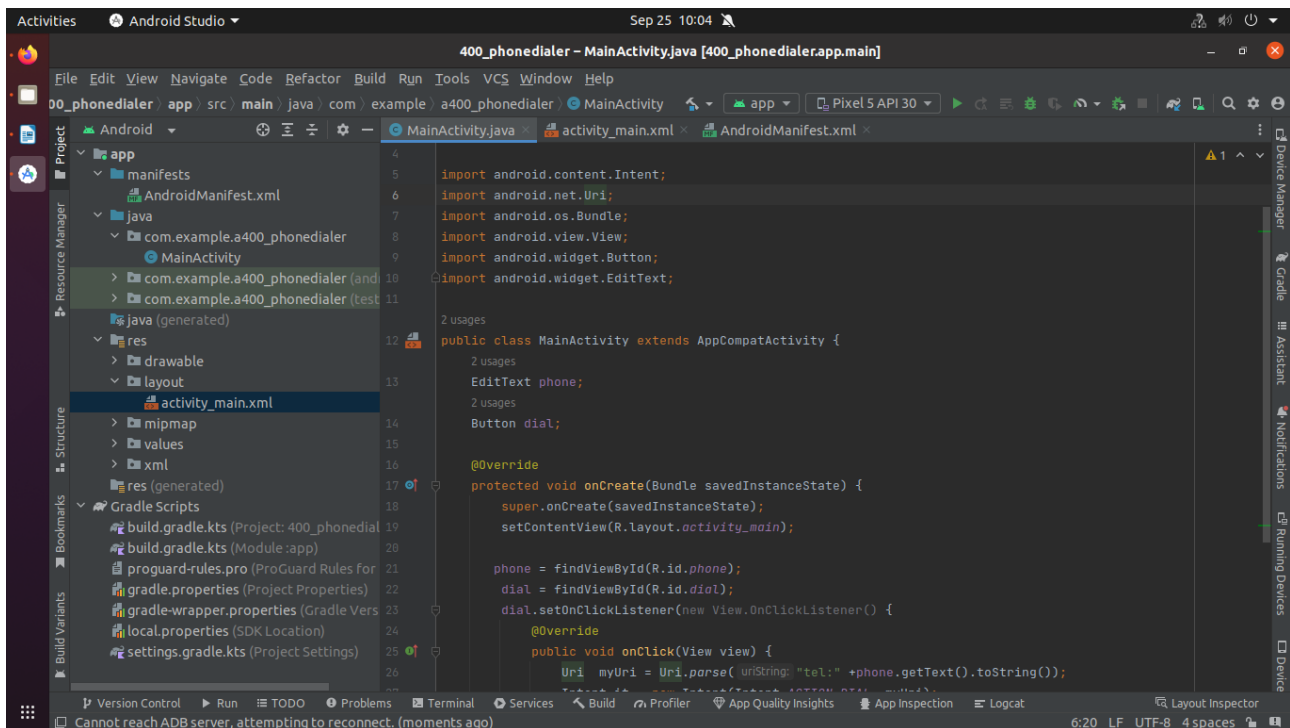 Activities Android Studio Sep 25 10:04
400_phonedialer – MainActivity.java [400_phonedialer.app.main]
File Edit View Navigate Code Refactor Build Run Tools VCS Window Help
00_phonedialer app src main java com example a400_phonedialer MainActivity app Pixel 5 API 30
Android
MainActivity.java activity_main.xml AndroidManifest.xml
app
manifests
AndroidManifest.xml
java
com.example.a400_phonedialer
MainActivity
com.example.a400_phonedialer (and
com.example.a400_phonedialer (test
java (generated)
res
drawable
layout
activity_main.xml
mipmap
values
xml
res (generated)
Gradle Scripts
build.gradle.kts (Project: 400_phonedial
build.gradle.kts (Module :app)
proguard-rules.pro (ProGuard Rules for
gradle.properties (Project Properties)
gradle-wrapper.properties (Gradle Vers
local.properties (SDK Location)
settings.gradle.kts (Project Settings)
4
5 import android.content.Intent;
6 import android.net.Uri;
7 import android.os.Bundle;
8 import android.view.View;
9 import android.widget.Button;
10 import android.widget.EditText;
11
2 usages
12 public class MainActivity extends AppCompatActivity {
2 usages
13 EditText phone;
2 usages
14 Button dial;
15
16 @Override
17 protected void onCreate(Bundle savedInstanceState) {
18 super.onCreate(savedInstanceState);
19 setContentView(R.layout.activity_main);
20
21 phone = findViewById(R.id.phone);
22 dial = findViewById(R.id.dial);
23 dial.setOnClickListener(new View.OnClickListener() {
24 @Override
25 public void onClick(View view) {
26 Uri myUri = Uri.parse( uriString: "tel:" +phone.getText().toString());
1
Project
Resource Manager
Structure
Bookmarks
Build Variants
Device Manager
Gradle
Assistant
Notifications
Running Devices
Device
Version Control Run TODO Problems Terminal Services Build Profiler App Quality Insights App Inspection Logcat Layout Inspector
Cannot reach ADB server, attempting to reconnect. (moments ago) 6:20 LF UTF-8 4 spaces